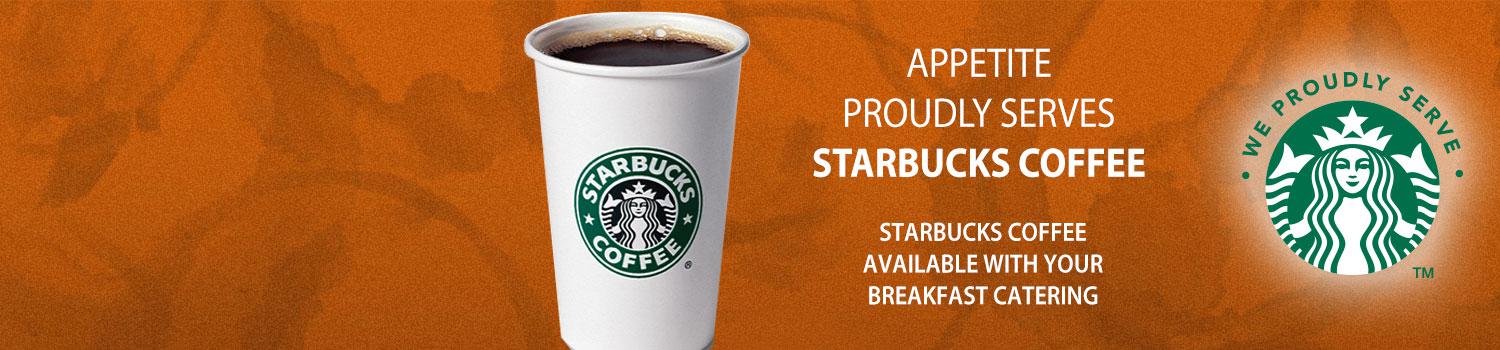 STARBUCKS
COFFEE
®
APPETITE
PROUDLY SERVES
STARBUCKS COFFEE
STARBUCKS COFFEE
AVAILABLE WITH YOUR
BREAKFAST CATERING
• WE PROUDLY SERVE •
TM